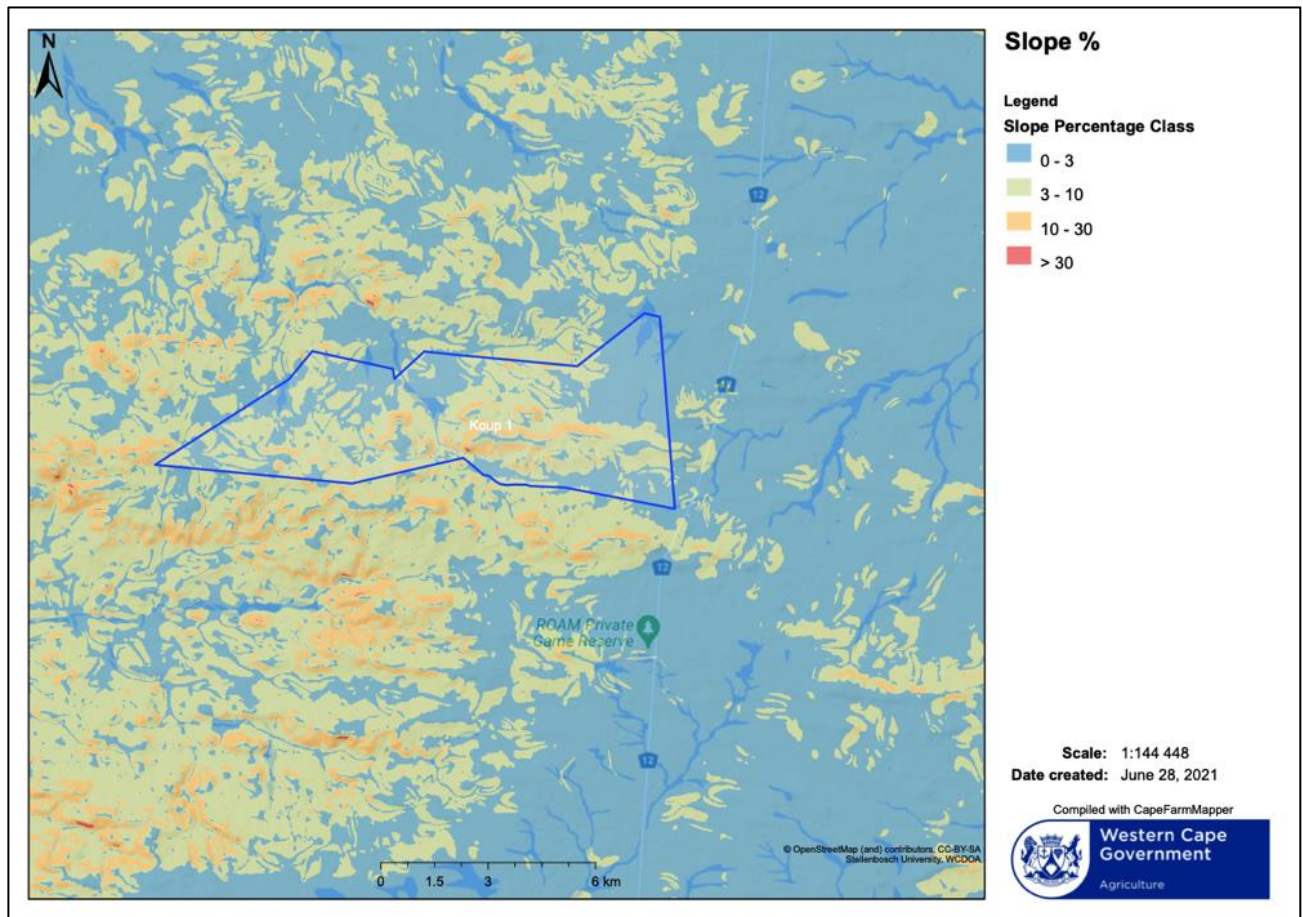 N
Slope %
Legend
Slope Percentage Class
0 - 3
3 - 10
10 - 30
> 30
12
12
Koup 1
12
ROAM Private
Game Reserve
12
© OpenStreetMap (and) contributors, CC-BY-SA
Stellenbosch University, WCDOA
0 1.5 3 6 km
Scale: 1:144 448
Date created: June 28, 2021
Compiled with CapeFarmMapper
Western Cape
Government
Agriculture